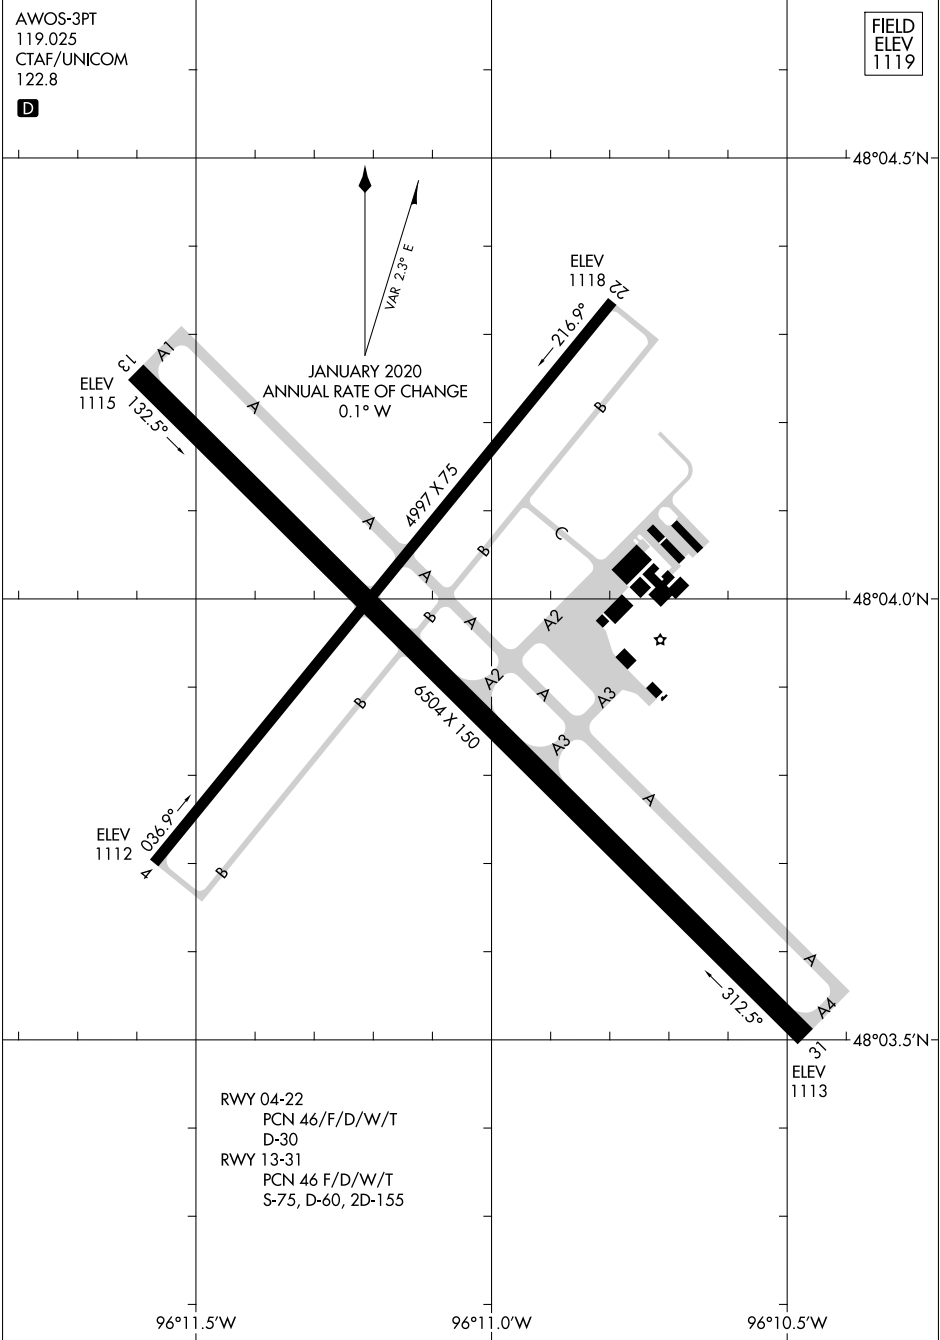 AWOS-3PT
119.025
CTAF/UNICOM
122.8
D
FIELD
ELEV
1119
48°04.5'N
VAR 2.3° E
JANUARY 2020
ANNUAL RATE OF CHANGE
0.1° W
ELEV
1118
22
216.9°
13
A1
ELEV
1115
132.5°
A
B
4997 X 75
A
B
C
A
B
A
A2
48°04.0'N
A2
B
6504 X 150
A
A3
A3
A
ELEV
1112
036.9°
4
B
A
A4
312.5°
31
48°03.5'N
ELEV
1113
RWY 04-22
PCN 46/F/D/W/T
D-30
RWY 13-31
PCN 46 F/D/W/T
S-75, D-60, 2D-155
96°11.5'W
96°11.0'W
96°10.5'W